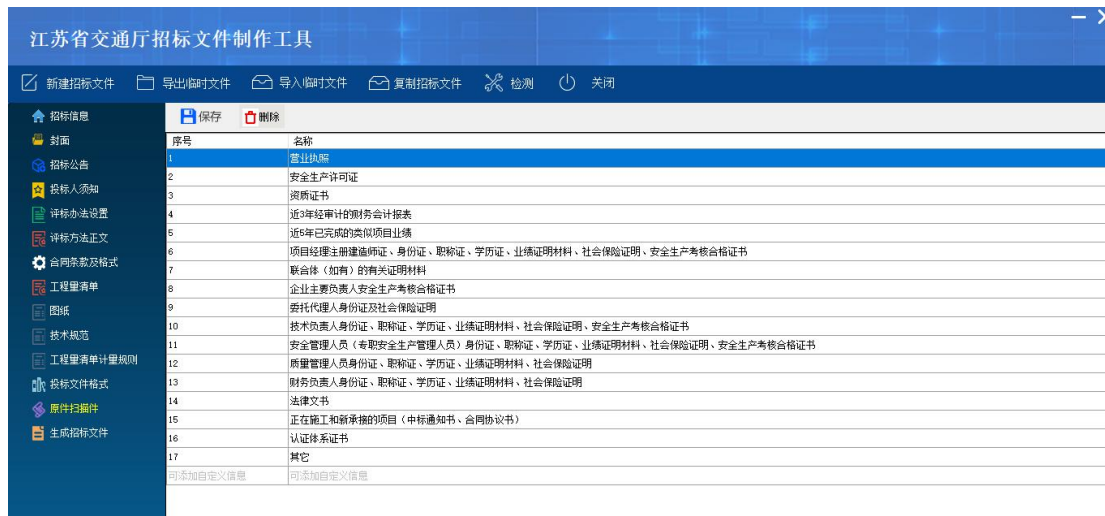 江苏省交通厅招标文件制作工具
新建招标文件 导出临时文件 导入临时文件 复制招标文件 检测 关闭
招标信息
封面
招标公告
投标人须知
评标办法设置
评标方法正文
合同条款及格式
工程里清单
图纸
技术规范
工程里清单计里规则
投标文件格式
原件扫描件
生成招标文件
保存 删除
序号 名称
1 营业执照
2 安全生产许可证
3 资质证书
4 近3年经审计的财务会计报表
5 近5年已完成的类似项目业绩
6 项目经理注册建造师证、身份证、职称证、学历证、业绩证明材料、社会保险证明、安全生产考核合格证书
7 联合体（如有）的有关证明材料
8 企业主要负责人安全生产考核合格证书
9 委托代理人身份证及社会保险证明
10 技术负责人身份证、职称证、学历证、业绩证明材料、社会保险证明、安全生产考核合格证书
11 安全管理人员（专职安全生产管理人员）身份证、职称证、学历证、业绩证明材料、社会保险证明、安全生产考核合格证书
12 质量管理人员身份证、职称证、学历证、业绩证明材料、社会保险证明
13 财务负责人身份证、职称证、学历证、业绩证明材料、社会保险证明
14 法律文书
15 正在施工和新承接的项目（中标通知书、合同协议书）
16 认证体系证书
17 其它
可添加自定义信息 可添加自定义信息